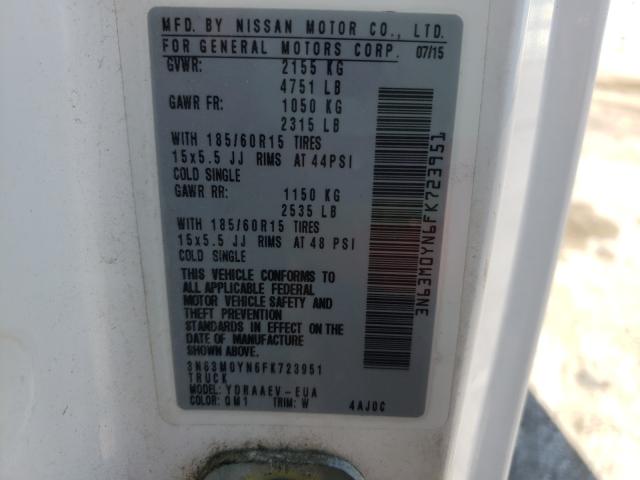 MFD. BY NISSAN MOTOR CO., LTD.
FOR GENERAL MOTORS CORP. 07/15
GVWR: 2155 KG
4751 LB
GAWR FR: 1050 KG
2315 LB
WITH 185/60R15 TIRES
15x5.5 JJ RIMS AT 44PSI
COLD SINGLE
GAWR RR: 1150 KG
2535 LB
WITH 185/60R15 TIRES
15x5.5 JJ RIMS AT 48 PSI
COLD SINGLE
THIS VEHICLE CONFORMS TO
ALL APPLICABLE FEDERAL
MOTOR VEHICLE SAFETY AND
THEFT PREVENTION
STANDARDS IN EFFECT ON THE
DATE OF MANUFACTURE
SHOWN ABOVE.
3N63M0YN6FK723951
TRUCK
MODEL: YDRAAEV-EUA
COLOR: QM1 TRIM: W 4AJ0C
3N63M0YN6FK723951